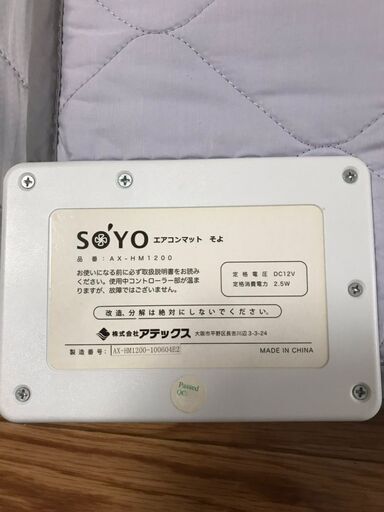 SO'YO エアコンマット そよ
品 番 : AX-HM1200
お使いになる前に必ず取扱説明書をお読み
ください。使用中コントローラー部が温ま
りますが、故障ではございません。
定 格 電 圧 DC12V
定格消費電力 2.5W
改造、分解は絶対にしないでください。
株式会社アテックス 大阪市平野区長吉川辺3-3-24
製造番号: AX-HM1200-100604E2
MADE IN CHINA
Passed
QC